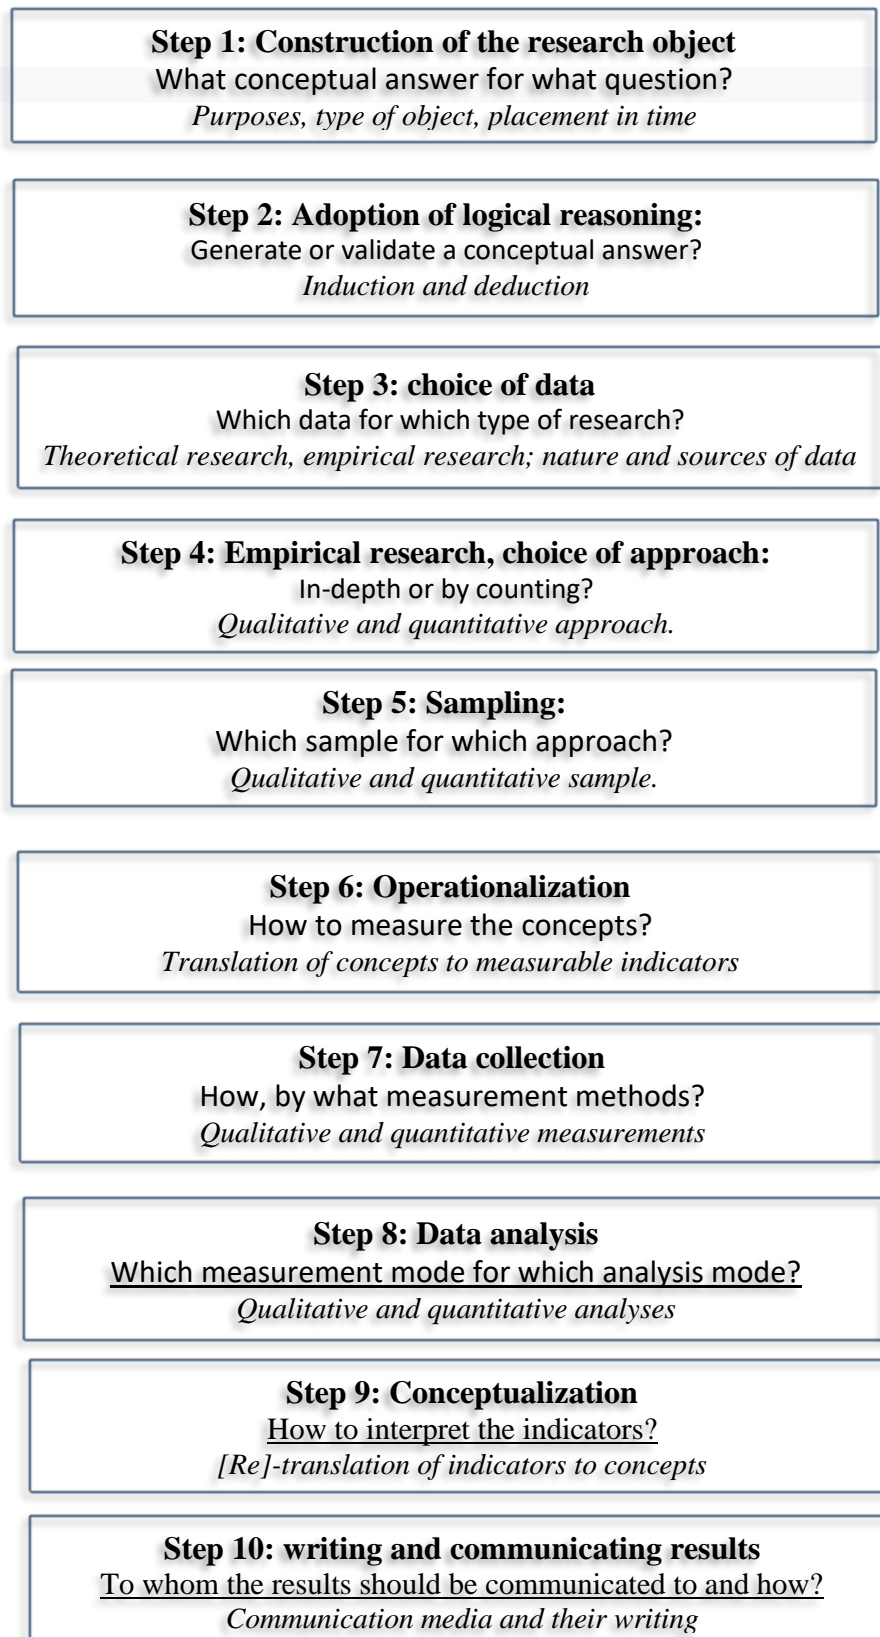 Step 1: Construction of the research object
What conceptual answer for what question?
Purposes, type of object, placement in time
Step 2: Adoption of logical reasoning:
Generate or validate a conceptual answer?
Induction and deduction
Step 3: choice of data
Which data for which type of research?
Theoretical research, empirical research; nature and sources of data
Step 4: Empirical research, choice of approach:
In-depth or by counting?
Qualitative and quantitative approach.
Step 5: Sampling:
Which sample for which approach?
Qualitative and quantitative sample.
Step 6: Operationalization
How to measure the concepts?
Translation of concepts to measurable indicators
Step 7: Data collection
How, by what measurement methods?
Qualitative and quantitative measurements
Step 8: Data analysis
Which measurement mode for which analysis mode?
Qualitative and quantitative analyses
Step 9: Conceptualization
How to interpret the indicators?
[Re]-translation of indicators to concepts
Step 10: writing and communicating results
To whom the results should be communicated to and how?
Communication media and their writing